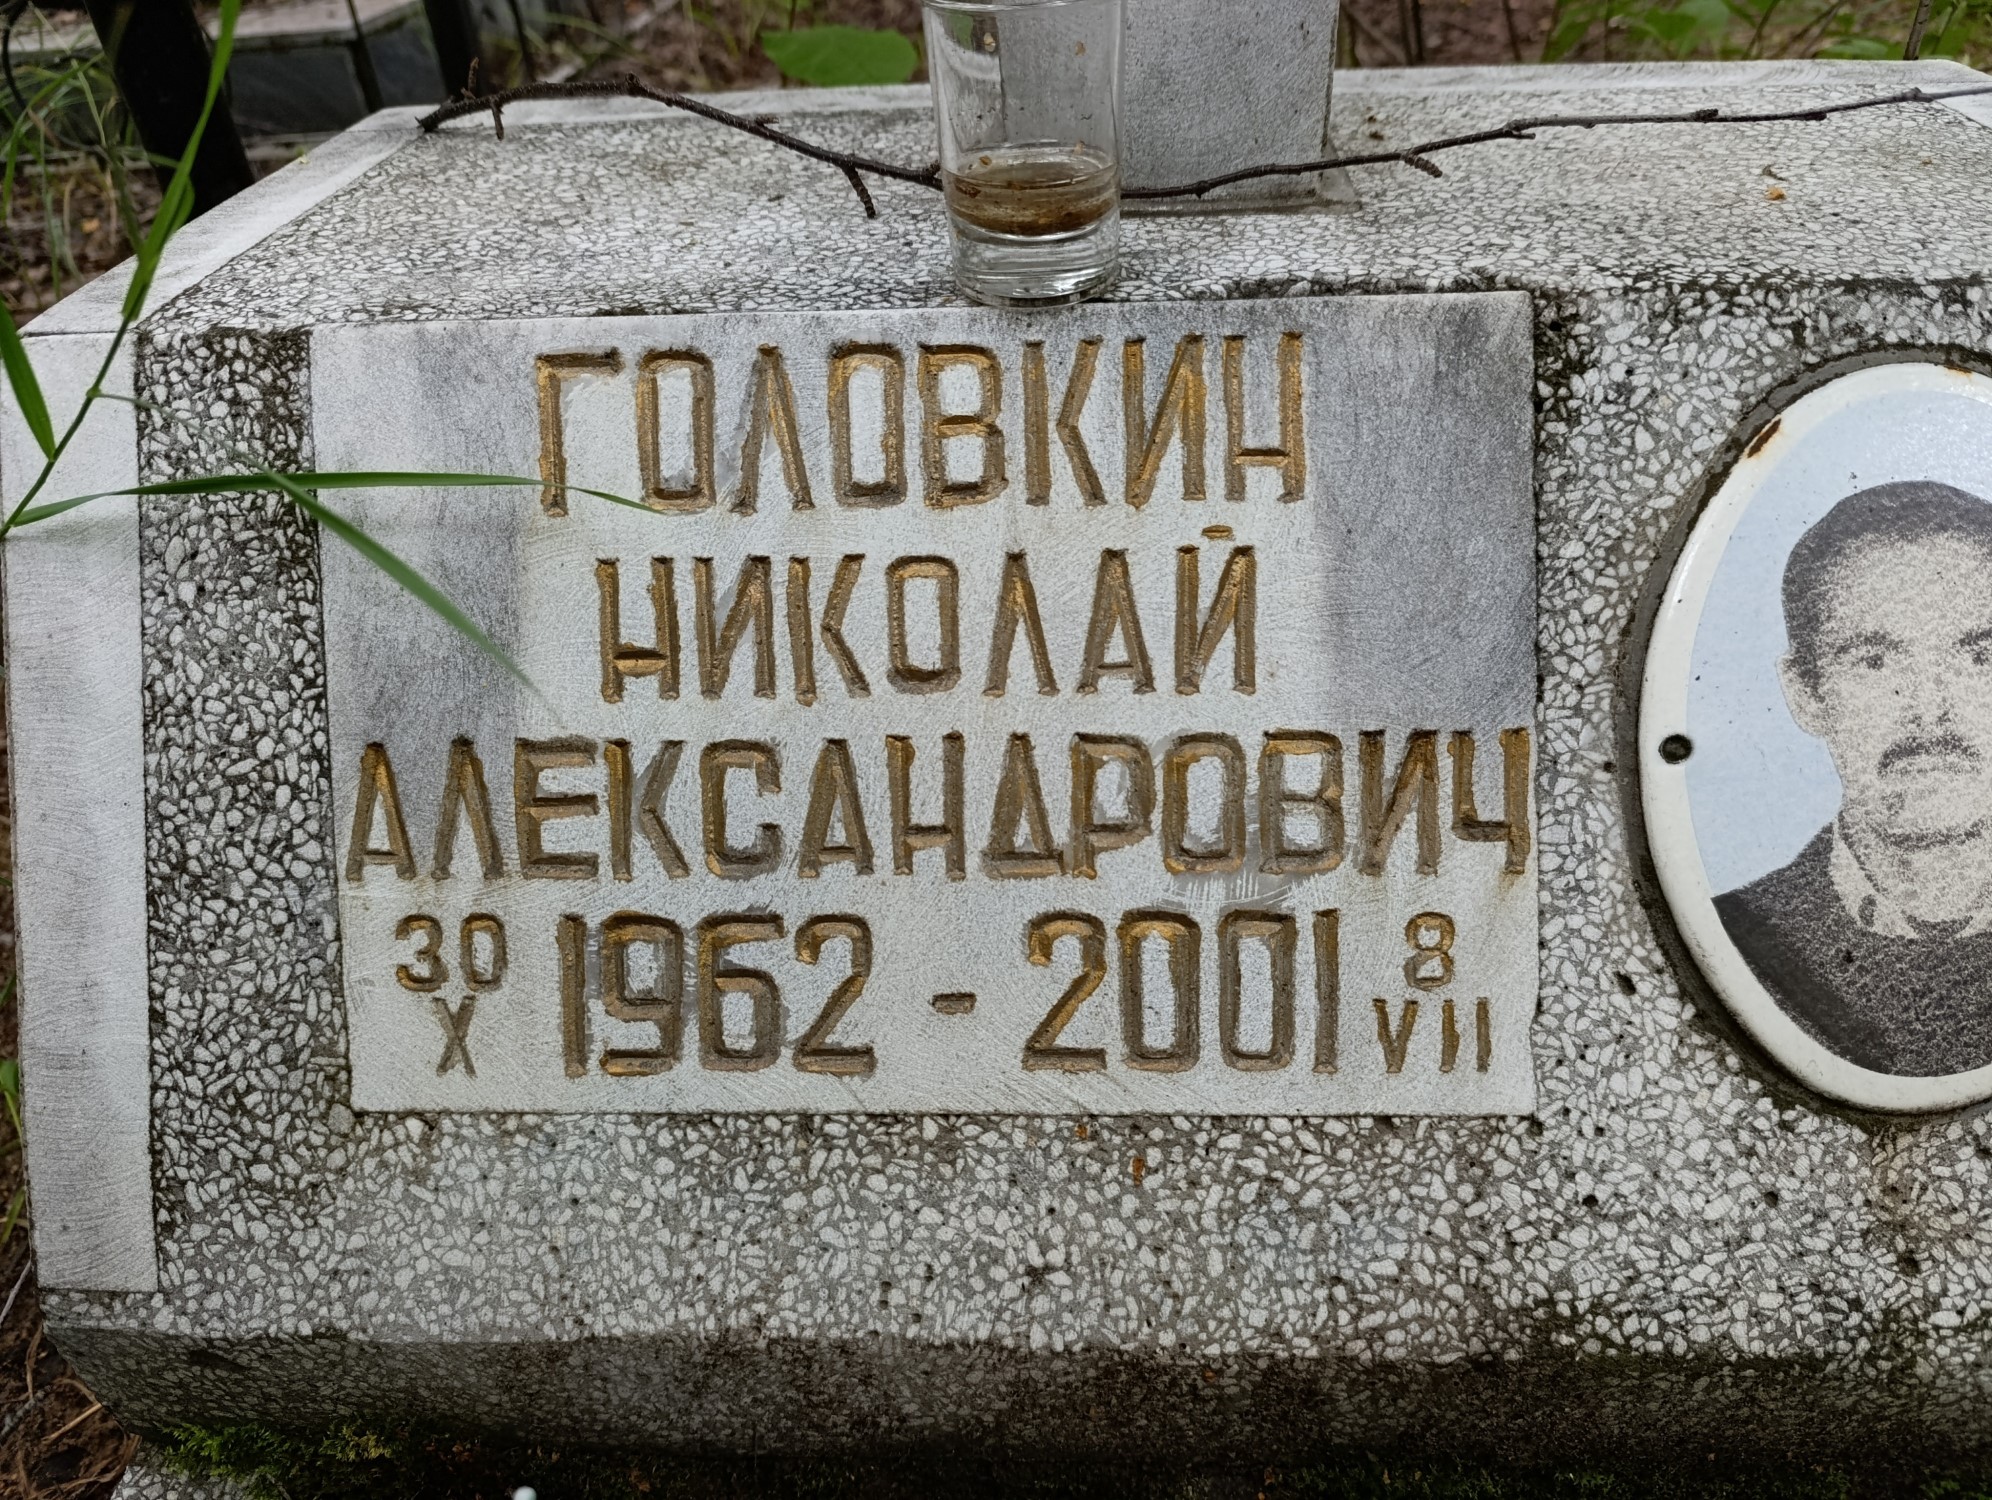 ГОЛОВКИН
НИКОЛАЙ
АЛЕКСАНДРОВИЧ
30 X 1962 - 2001 8 VII